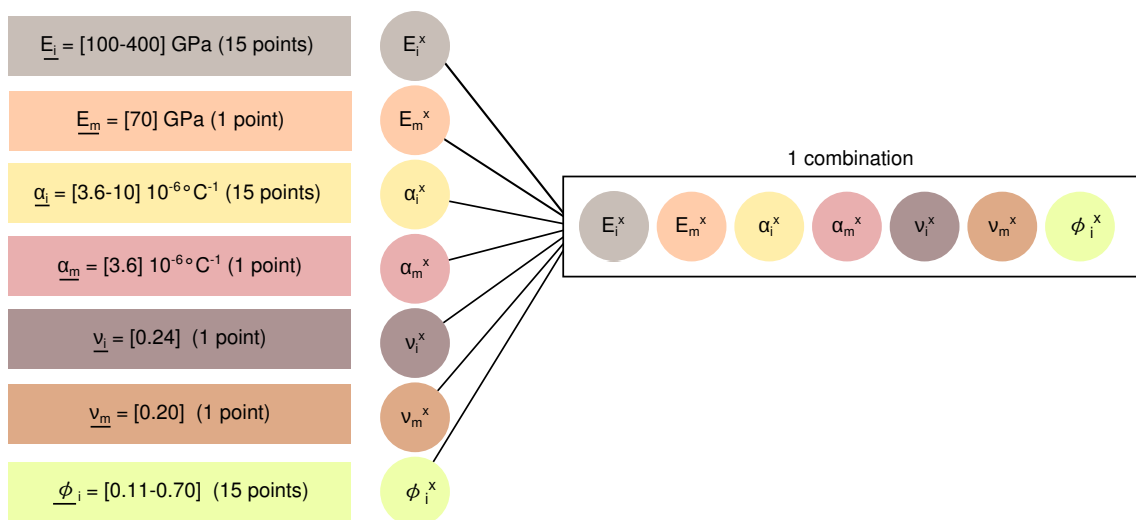 E_i = [100-400] GPa (15 points)
E_i^x
E_m = [70] GPa (1 point)
E_m^x
α_i = [3.6-10] 10^-6°C^-1 (15 points)
α_i^x
α_m = [3.6] 10^-6°C^-1 (1 point)
α_m^x
ν_i = [0.24] (1 point)
ν_i^x
ν_m = [0.20] (1 point)
ν_m^x
ϕ_i = [0.11-0.70] (15 points)
ϕ_i^x
1 combination
E_i^x E_m^x α_i^x α_m^x ν_i^x ν_m^x ϕ_i^x